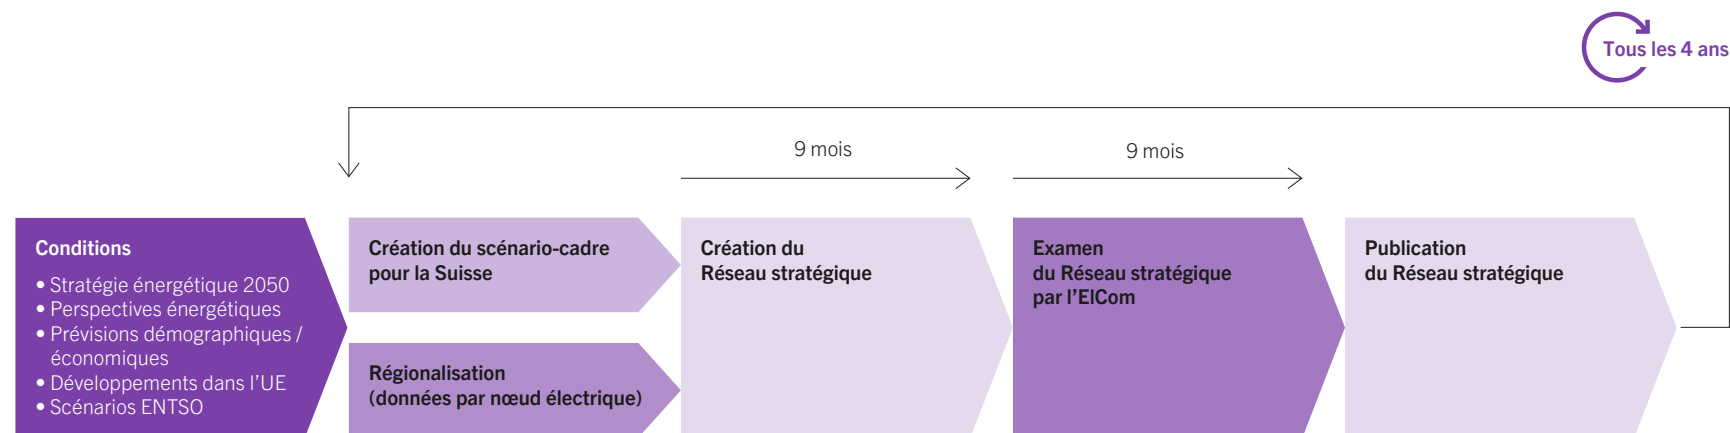 Tous les 4 ans
9 mois
9 mois
Conditions
• Stratégie énergétique 2050
• Perspectives énergétiques
• Prévisions démographiques /
économiques
• Développements dans l'UE
• Scénarios ENTSO
Création du scénario-cadre
pour la Suisse
Régionalisation
(données par nœud électrique)
Création du
Réseau stratégique
Examen
du Réseau stratégique
par l'ElCom
Publication
du Réseau stratégique